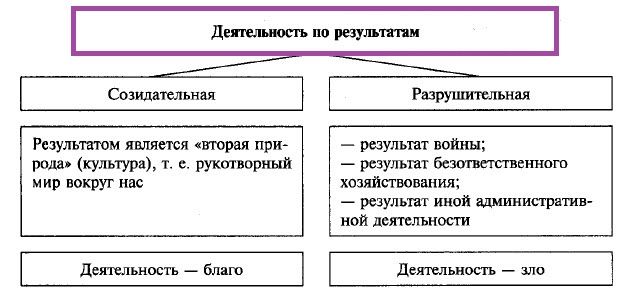 Деятельность по результатам
Созидательная
Разрушительная
Результатом является «вторая при-
рода» (культура), т. е. рукотворный
мир вокруг нас
— результат войны;
— результат безответственного
хозяйствования;
— результат иной административ-
ной деятельности
Деятельность — благо
Деятельность — зло